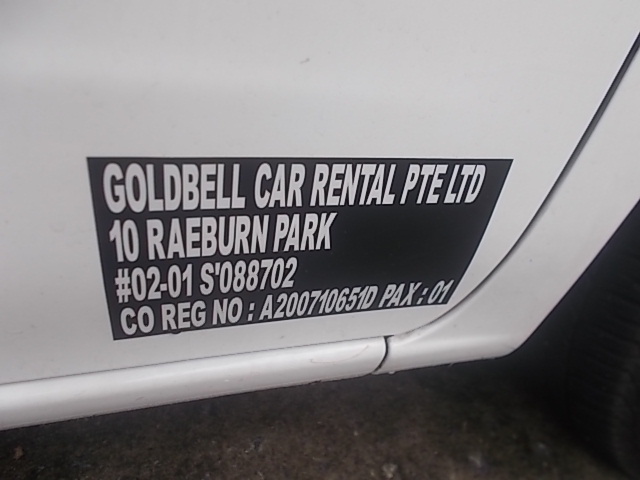 GOLDBELL CAR RENTAL PTE LTD
10 RAEBURN PARK
#02-01 S'088702
CO REG NO : A200710651D PAX : 01